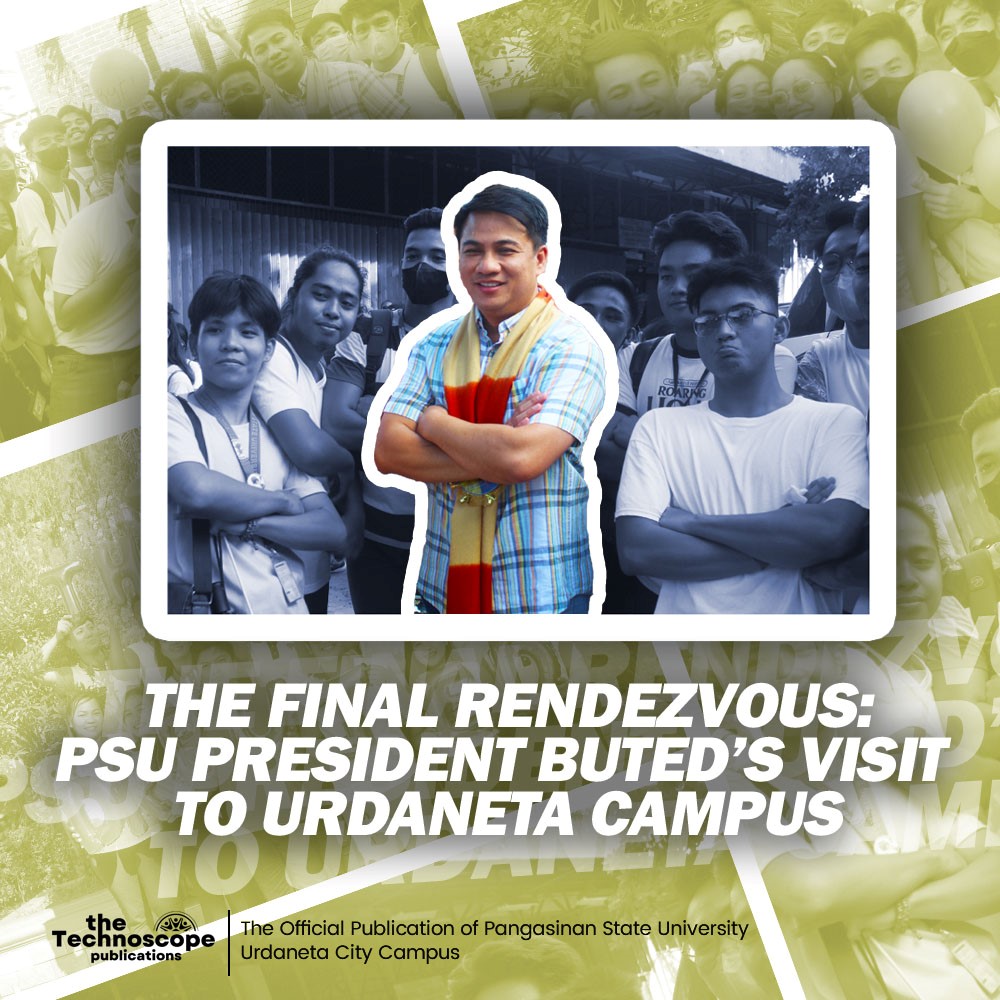 ROARING
THE FINAL RENDEZVOUS:
PSU PRESIDENT BUTED'S VISIT
TO URDANETA CAMPUS
the
Technoscope
publications
The Official Publication of Pangasinan State University
Urdaneta City Campus